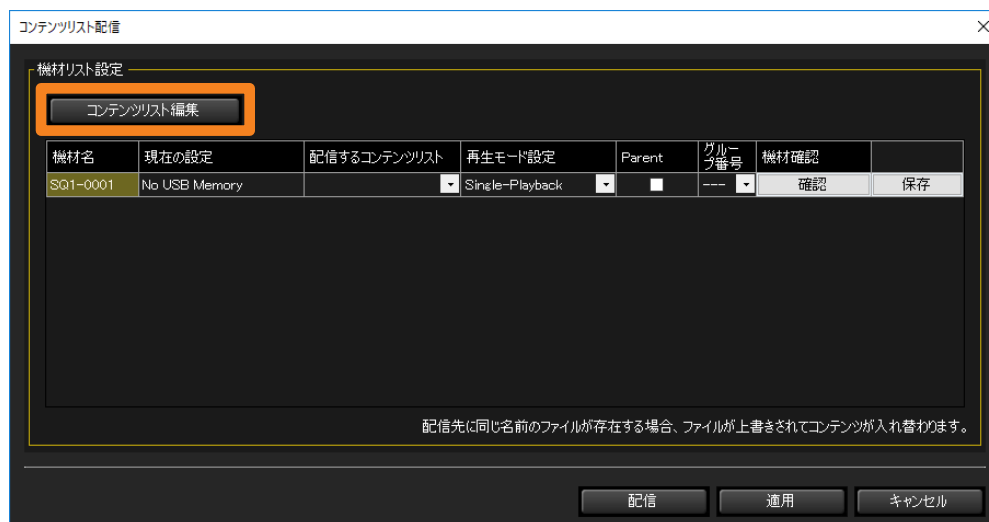 コンテンツリスト配信
機材リスト設定
コンテンツリスト編集
機材名 現在の設定 配信するコンテンツリスト 再生モード設定 Parent グループ番号 機材確認
SQ1-0001 No USB Memory Single-Playback --- 確認 保存
配信先に同じ名前のファイルが存在する場合、ファイルが上書きされてコンテンツが入れ替わります。
配信 適用 キャンセル